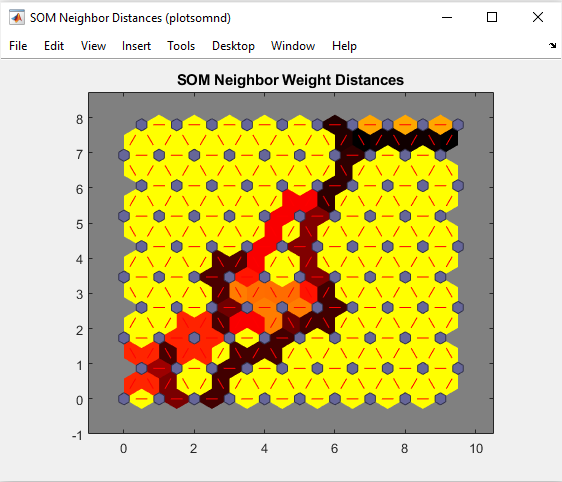 SOM Neighbor Distances (plotsomnd)
File Edit View Insert Tools Desktop Window Help
SOM Neighbor Weight Distances
8
7
6
5
4
3
2
1
0
-1
0 2 4 6 8 10